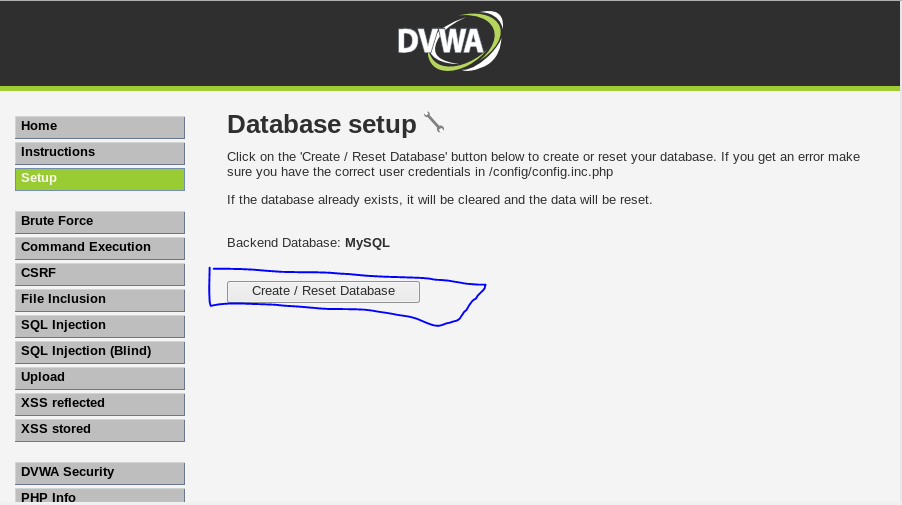 DVWA
Home
Instructions
Setup
Brute Force
Command Execution
CSRF
File Inclusion
SQL Injection
SQL Injection (Blind)
Upload
XSS reflected
XSS stored
DVWA Security
PHP Info
Database setup
Click on the 'Create / Reset Database' button below to create or reset your database. If you get an error make
sure you have the correct user credentials in /config/config.inc.php
If the database already exists, it will be cleared and the data will be reset.
Backend Database: MySQL
Create / Reset Database